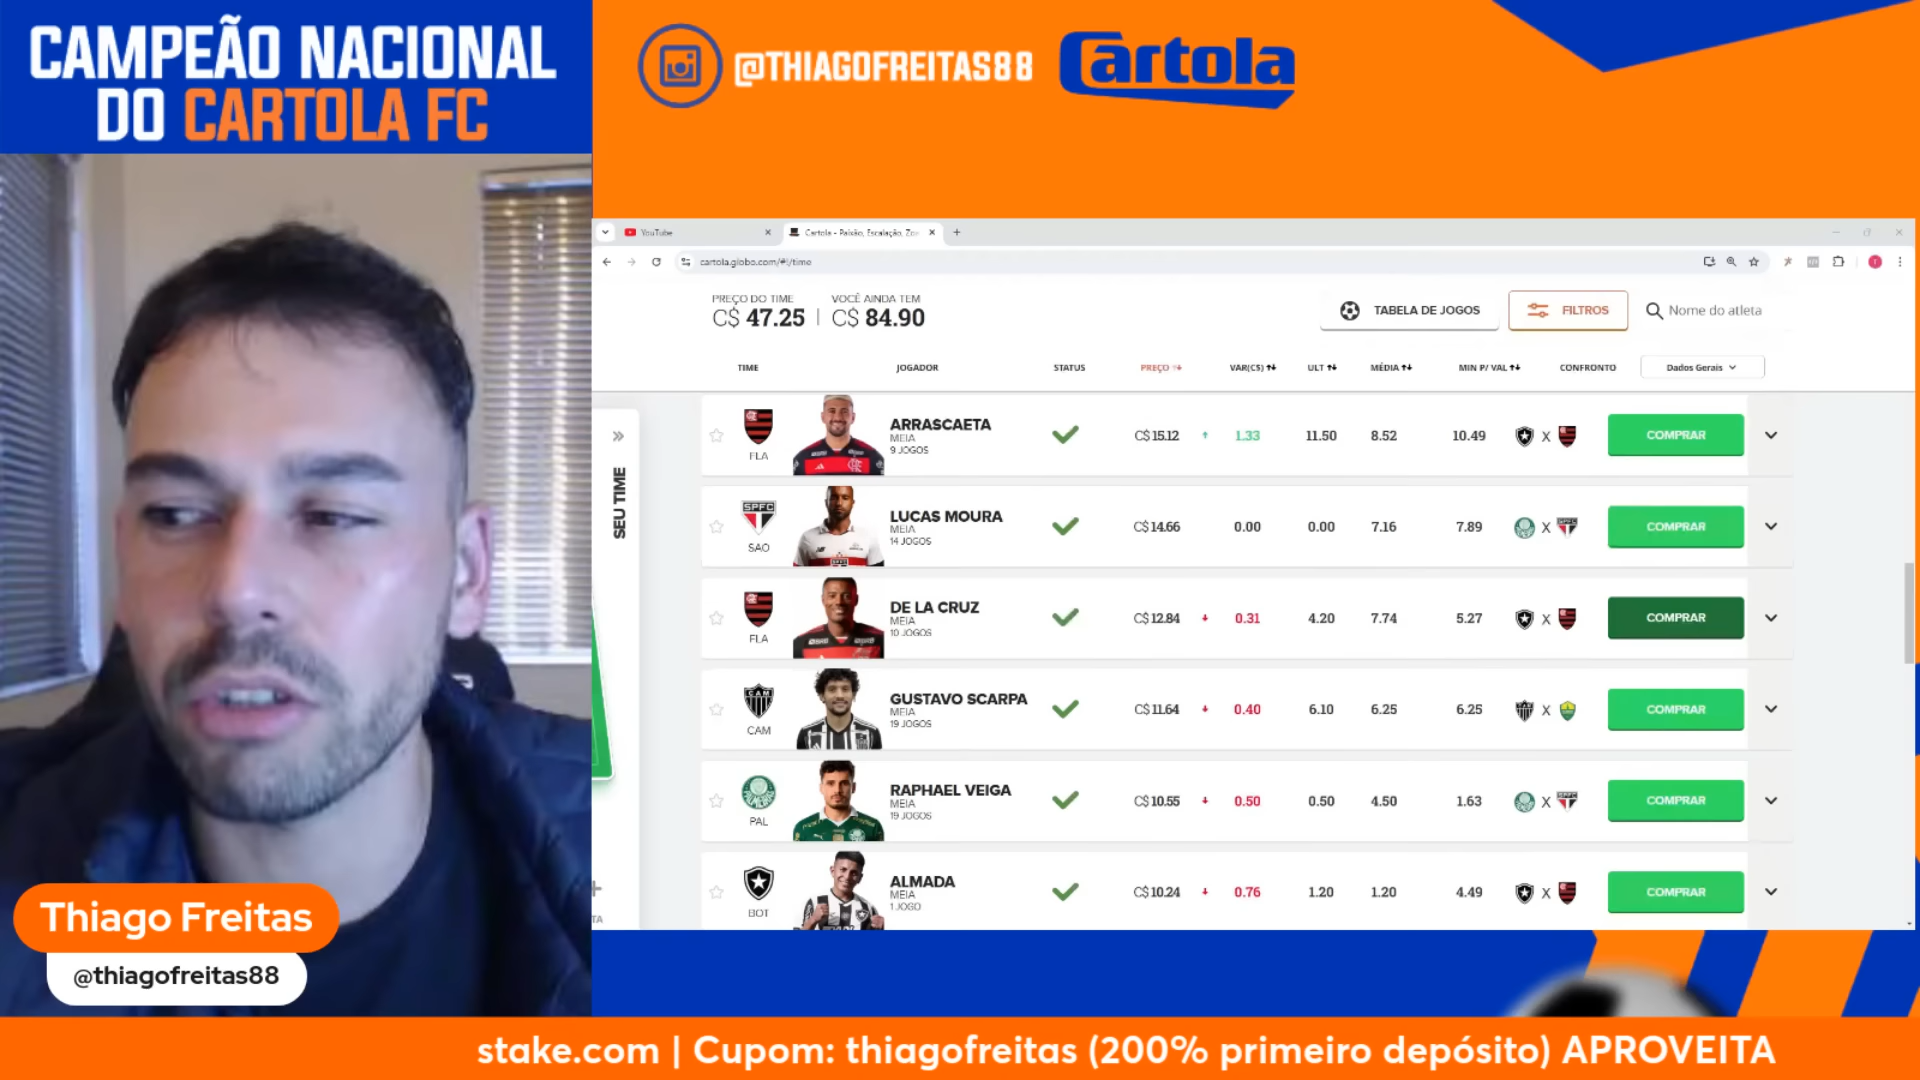 CAMPEÃO NACIONAL
DO CARTOLA FC
@THIAGOFREITAS88
Cartola
YouTube
Cartola - Paixão, Escalação, Zo
cartola.globo.com/#!/time
PREÇO DO TIME
C$ 47.25
VOCÊ AINDA TEM
C$ 84.90
TABELA DE JOGOS
FILTROS
Nome do atleta
TIME JOGADOR STATUS PREÇO VAR(C$) ULT MÉDIA MIN P/ VAL CONFRONTO Dados Gerais
SEU TIME
FLA
ARRASCAETA
MEIA
9 JOGOS
C$ 15.12 1.33 11.50 8.52 10.49 X COMPRAR
SPFC
SAO
LUCAS MOURA
MEIA
14 JOGOS
C$ 14.66 0.00 0.00 7.16 7.89 X COMPRAR
FLA
DE LA CRUZ
MEIA
10 JOGOS
C$ 12.84 0.31 4.20 7.74 5.27 X COMPRAR
CAM
CAM
GUSTAVO SCARPA
MEIA
19 JOGOS
C$ 11.64 0.40 6.10 6.25 6.25 X COMPRAR
PAL
RAPHAEL VEIGA
MEIA
19 JOGOS
C$ 10.55 0.50 0.50 4.50 1.63 X COMPRAR
BOT
ALMADA
MEIA
1 JOGO
C$ 10.24 0.76 1.20 1.20 4.49 X COMPRAR
TA
Thiago Freitas
@thiagofreitas88
stake.com | Cupom: thiagofreitas (200% primeiro depósito) APROVEITA